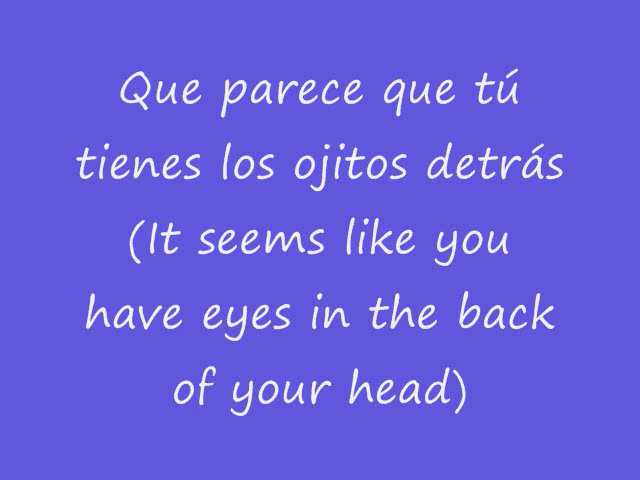 Que parece que tú
tienes los ojitos detrás
(It seems like you
have eyes in the back
of your head)